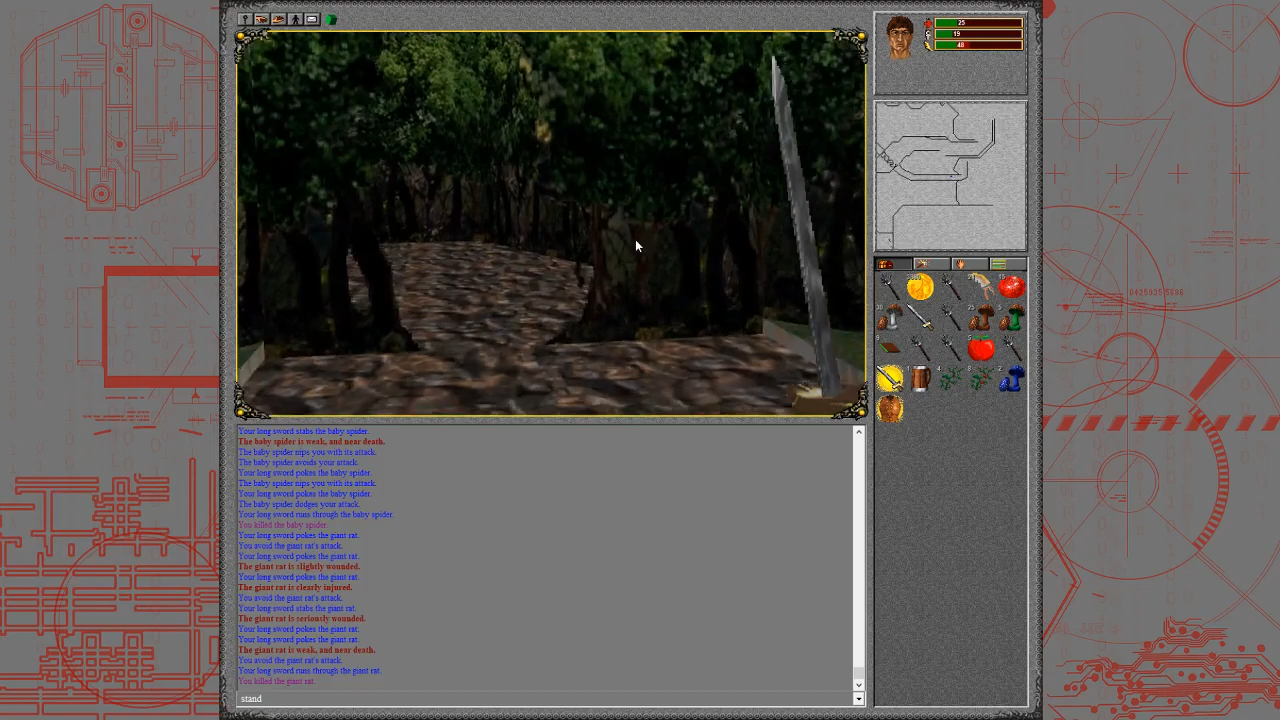 25
19
48
Your long sword stabs the baby spider.
The baby spider is weak, and near death.
The baby spider nips you with its attack.
The baby spider avoids your attack.
Your long sword pokes the baby spider.
The baby spider nips you with its attack.
Your long sword pokes the baby spider.
The baby spider dodges your attack.
Your long sword runs through the baby spider.
You killed the baby spider.
Your long sword pokes the giant rat.
You avoid the giant rat's attack.
Your long sword pokes the giant rat.
The giant rat is slightly wounded.
Your long sword pokes the giant rat.
The giant rat is clearly injured.
You avoid the giant rat's attack.
Your long sword stabs the giant rat.
The giant rat is seriously wounded.
Your long sword pokes the giant rat.
Your long sword pokes the giant rat.
The giant rat is weak, and near death.
You avoid the giant rat's attack.
Your long sword runs through the giant rat.
You killed the giant rat.
stand